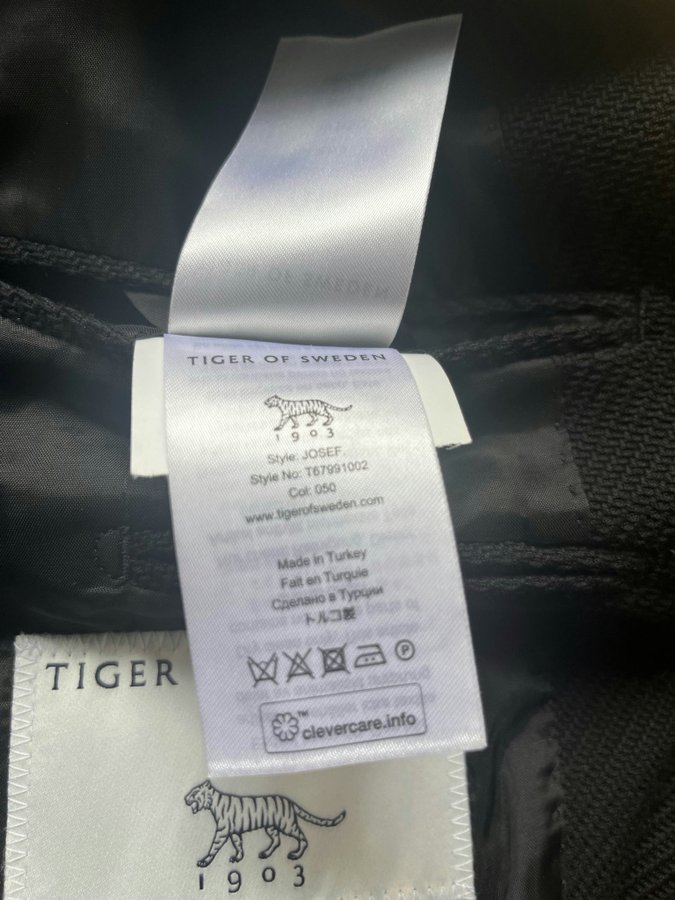 TIGER OF SWEDEN
1903
Style: JOSEF.
Style No: T67991002
Col: 050
www.tigerofsweden.com
Made in Turkey
Fait en Turquie
Сделано в Турции
トルコ製
P
™
clevercare.info
TIGER
1903